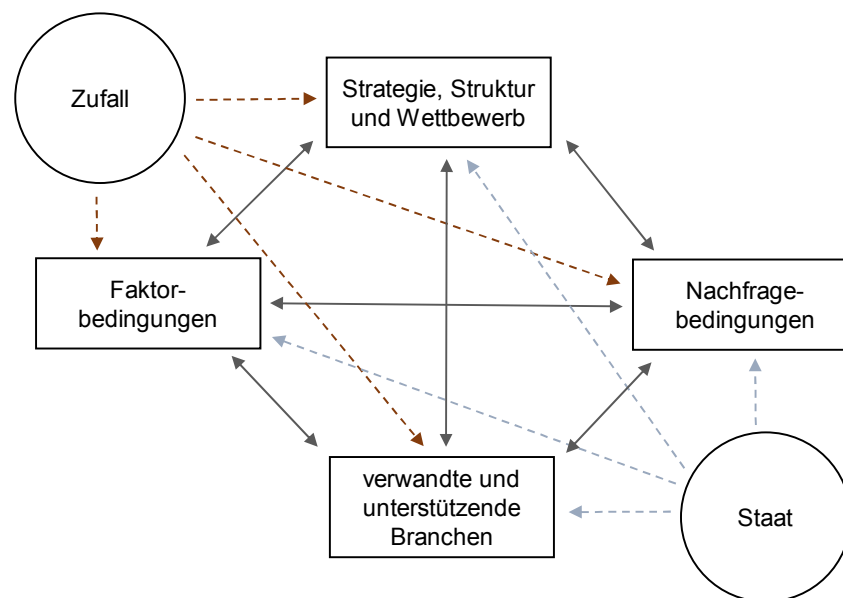 Zufall
Strategie, Struktur
und Wettbewerb
Faktor-
bedingungen
Nachfrage-
bedingungen
verwandte und
unterstützende
Branchen
Staat